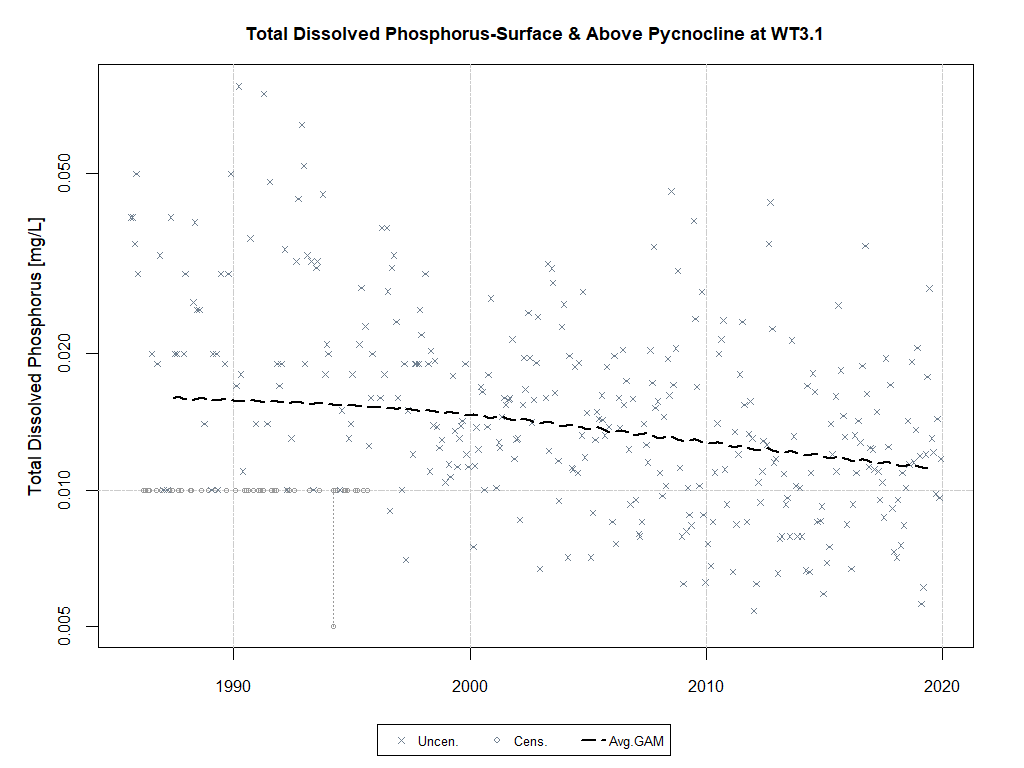 Total Dissolved Phosphorus-Surface & Above Pycnocline at WT3.1
Total Dissolved Phosphorus [mg/L]
0.050
0.020
0.010
0.005
1990
2000
2010
2020
Uncen.
Cens.
Avg.GAM